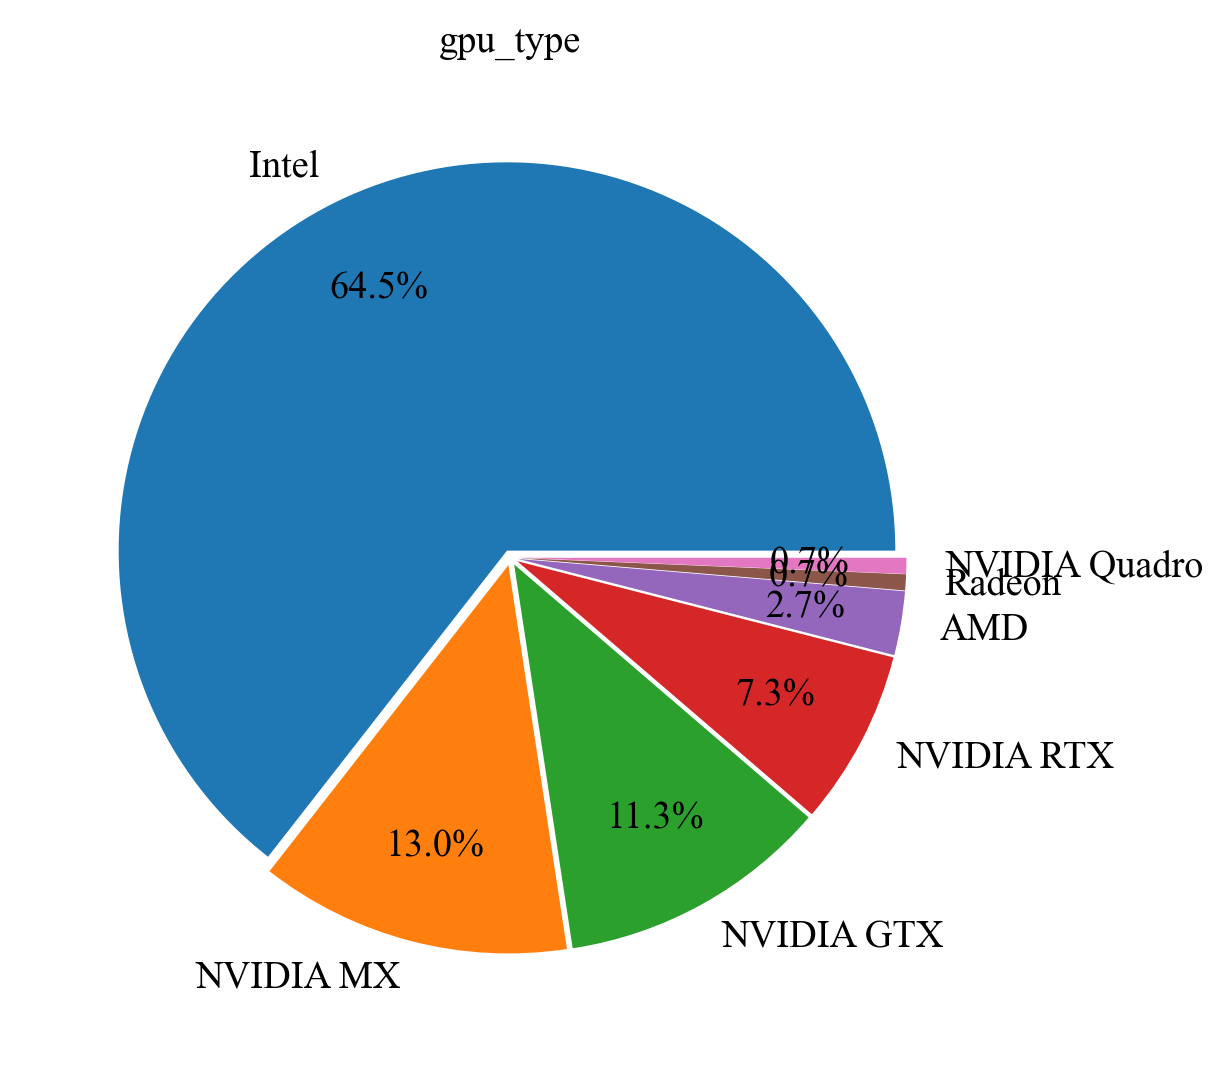 gpu_type
Intel
64.5%
0.7%
NVIDIA Quadro
0.7%
Radeon
2.7%
AMD
7.3%
NVIDIA RTX
11.3%
13.0%
NVIDIA GTX
NVIDIA MX